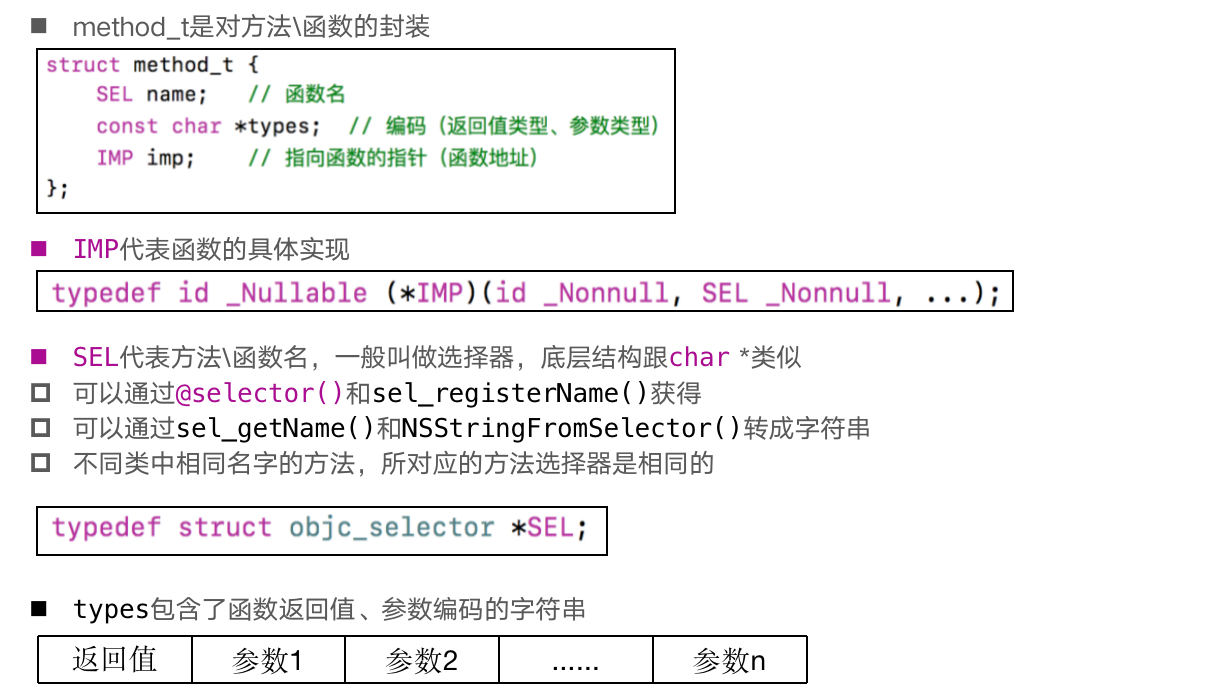 method_t是对方法\函数的封装
struct method_t {
    SEL name;   // 函数名
    const char *types;  // 编码（返回值类型、参数类型）
    IMP imp;    // 指向函数的指针（函数地址）
};
IMP代表函数的具体实现
typedef id _Nullable (*IMP)(id _Nonnull, SEL _Nonnull, ...);
SEL代表方法\函数名，一般叫做选择器，底层结构跟char *类似
可以通过@selector()和sel_registerName()获得
可以通过sel_getName()和NSStringFromSelector()转成字符串
不同类中相同名字的方法，所对应的方法选择器是相同的
typedef struct objc_selector *SEL;
types包含了函数返回值、参数编码的字符串
返回值 参数1 参数2 ...... 参数n